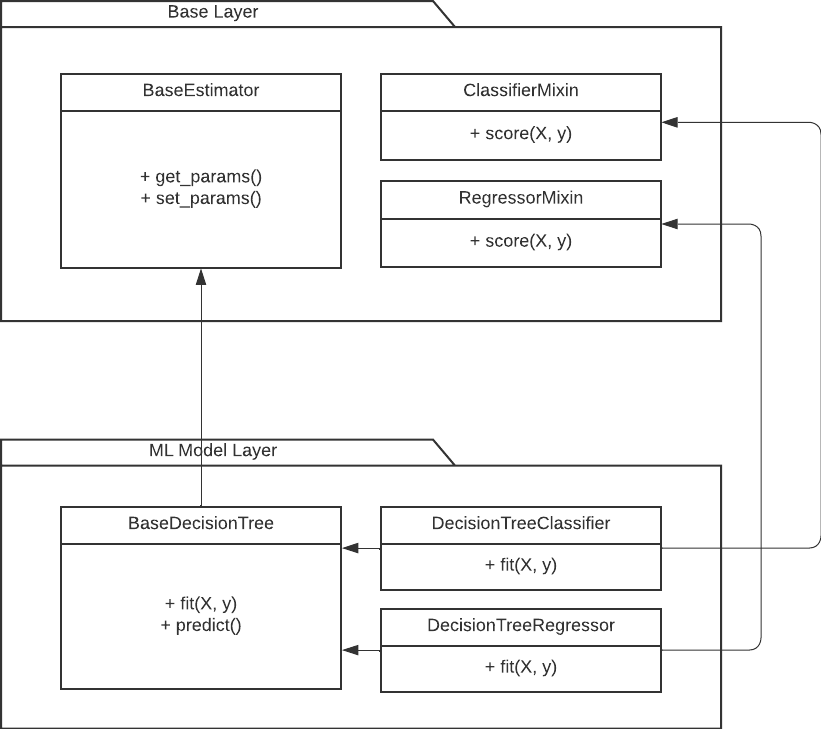 Base Layer
BaseEstimator
+ get_params()
+ set_params()
ClassifierMixin
+ score(X, y)
RegressorMixin
+ score(X, y)
ML Model Layer
BaseDecisionTree
+ fit(X, y)
+ predict()
DecisionTreeClassifier
+ fit(X, y)
DecisionTreeRegressor
+ fit(X, y)